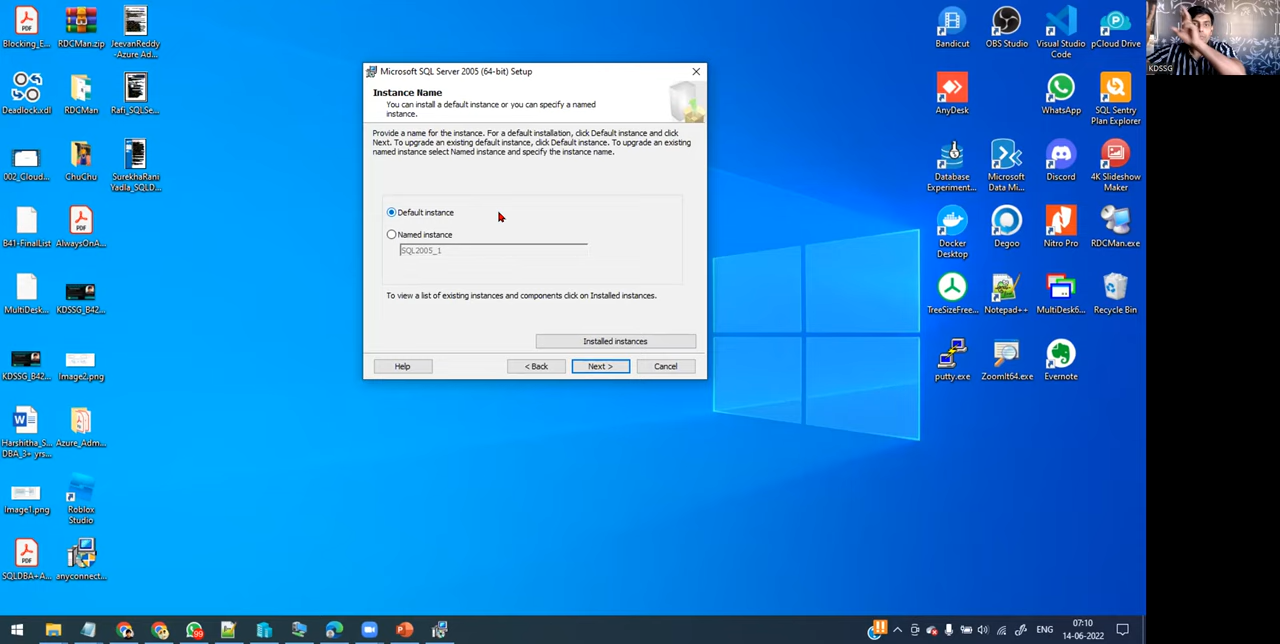 Blocking_E...
RDCMan.zip
JeevanReddy
-Azure Ad...
Deadlock.xdl
RDCMan
Rafi_SQLSe...
002_Cloud...
ChuChu
SurekhaRani
Yadla_SQLD...
B41-FinalList
AlwaysOnA...
MultiDesk...
KDSSG_B42...
KDSSG_B42...
Image2.png
Harshitha_S...
DBA_3+ yrs...
Azure_Adm...
Image1.png
Roblox
Studio
SQLDBA+A...
anyconnect...
Microsoft SQL Server 2005 (64-bit) Setup
Instance Name
You can install a default instance or you can specify a named
instance.
Provide a name for the instance. For a default installation, click Default instance and click
Next. To upgrade an existing default instance, click Default instance. To upgrade an existing
named instance select Named instance and specify the instance name.
Default instance
Named instance
SQL2005_1
To view a list of existing instances and components click on Installed instances.
Installed instances
Help
< Back
Next >
Cancel
Bandicut
OBS Studio
Visual Studio
Code
pCloud Drive
AnyDesk
WhatsApp
SQL Sentry
Plan Explorer
Database
Experiment...
Microsoft
Data Mi...
Discord
4K Slideshow
Maker
Docker
Desktop
Degoo
Nitro Pro
RDCMan.exe
TreeSizeFree...
Notepad++
MultiDesk6...
Recycle Bin
putty.exe
ZoomIt64.exe
Evernote
KDSSG
99
ENG
07:10
14-06-2022